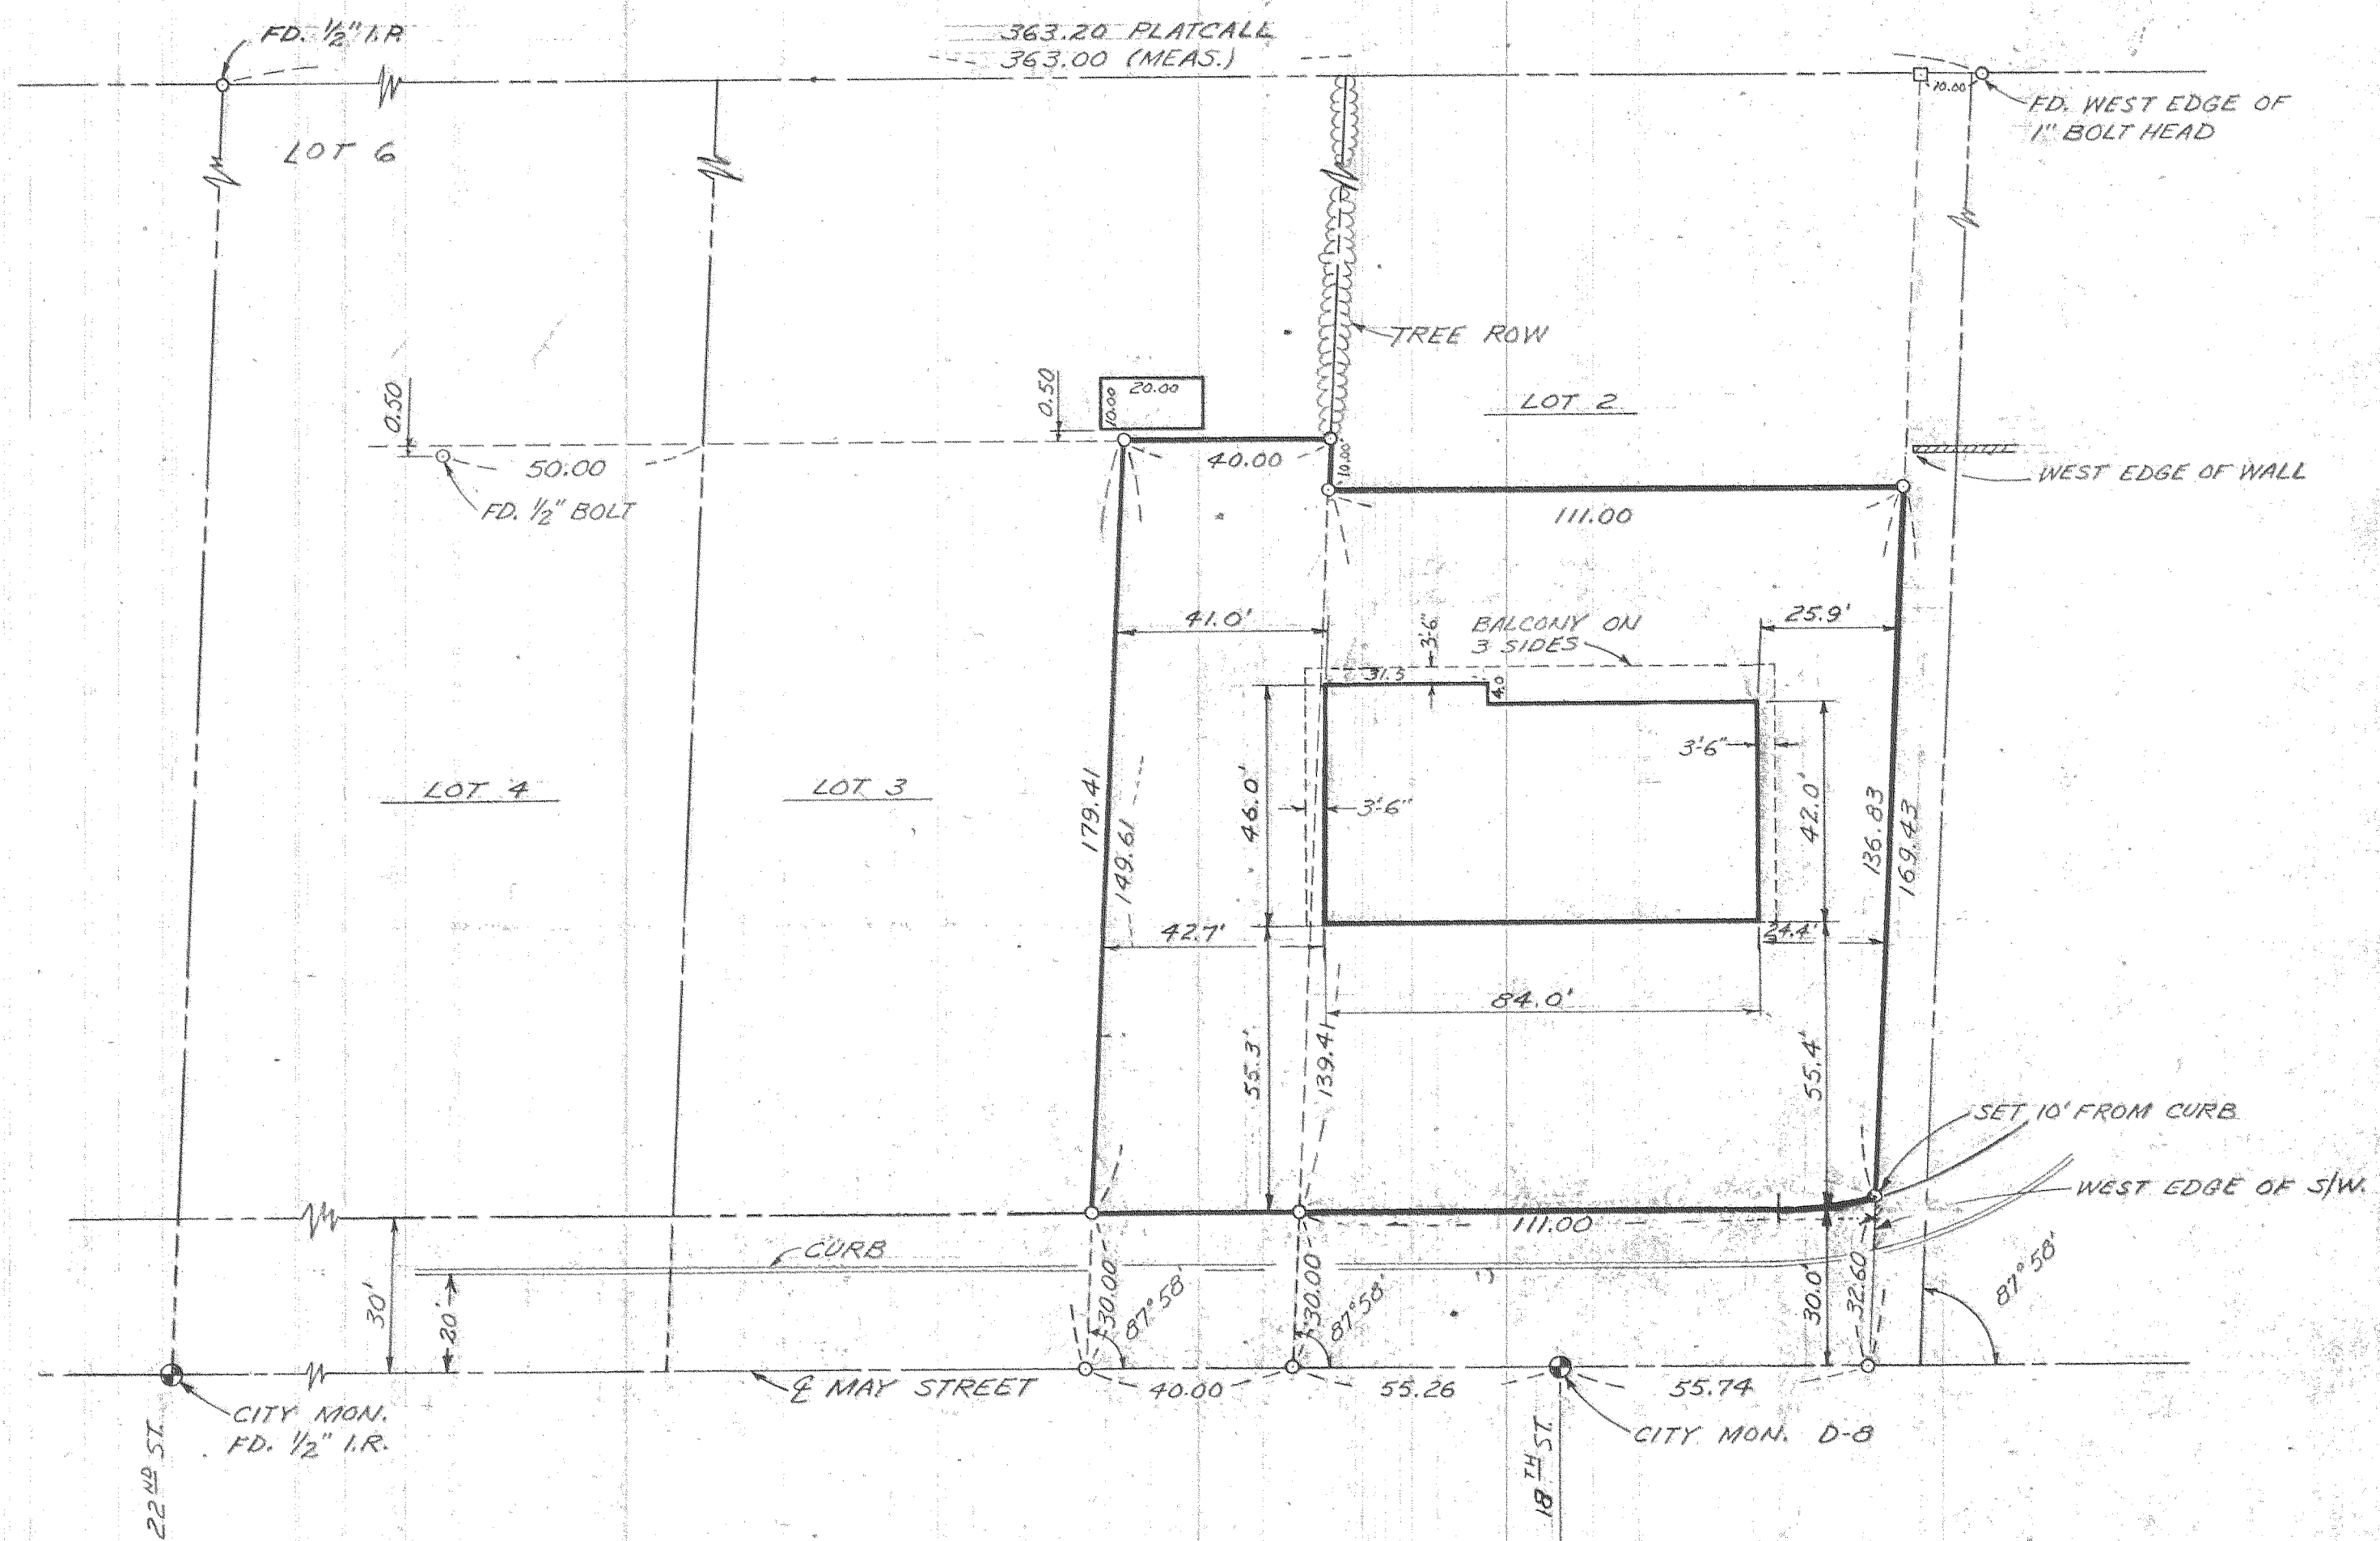 FD. ½" I.P.
363.20 PLATCALL
363.00 (MEAS.)
10.00
FD. WEST EDGE OF
1" BOLT HEAD
LOT 6
TREE ROW
0.50
0.50
10.00
20.00
LOT 2
50.00
40.00
10.00
WEST EDGE OF WALL
FD. ½" BOLT
111.00
41.0'
3'-6"
BALCONY ON
3 SIDES
25.9'
31.5
4.0
3'-6"
LOT 4
LOT 3
179.41
149.61
46.0'
3'-6"
42.0'
136.83
169.43
42.7'
24.4'
84.0'
55.3'
139.41
55.4'
SET 10' FROM CURB
WEST EDGE OF S/W.
111.00
CURB
30'
20'
30.00
87°58'
30.00
87°58'
30.0'
32.60
87°58'
℄ MAY STREET
40.00
55.26
55.74
CITY MON.
FD. ½" I.R.
CITY MON. D-8
22ND ST.
18TH ST.